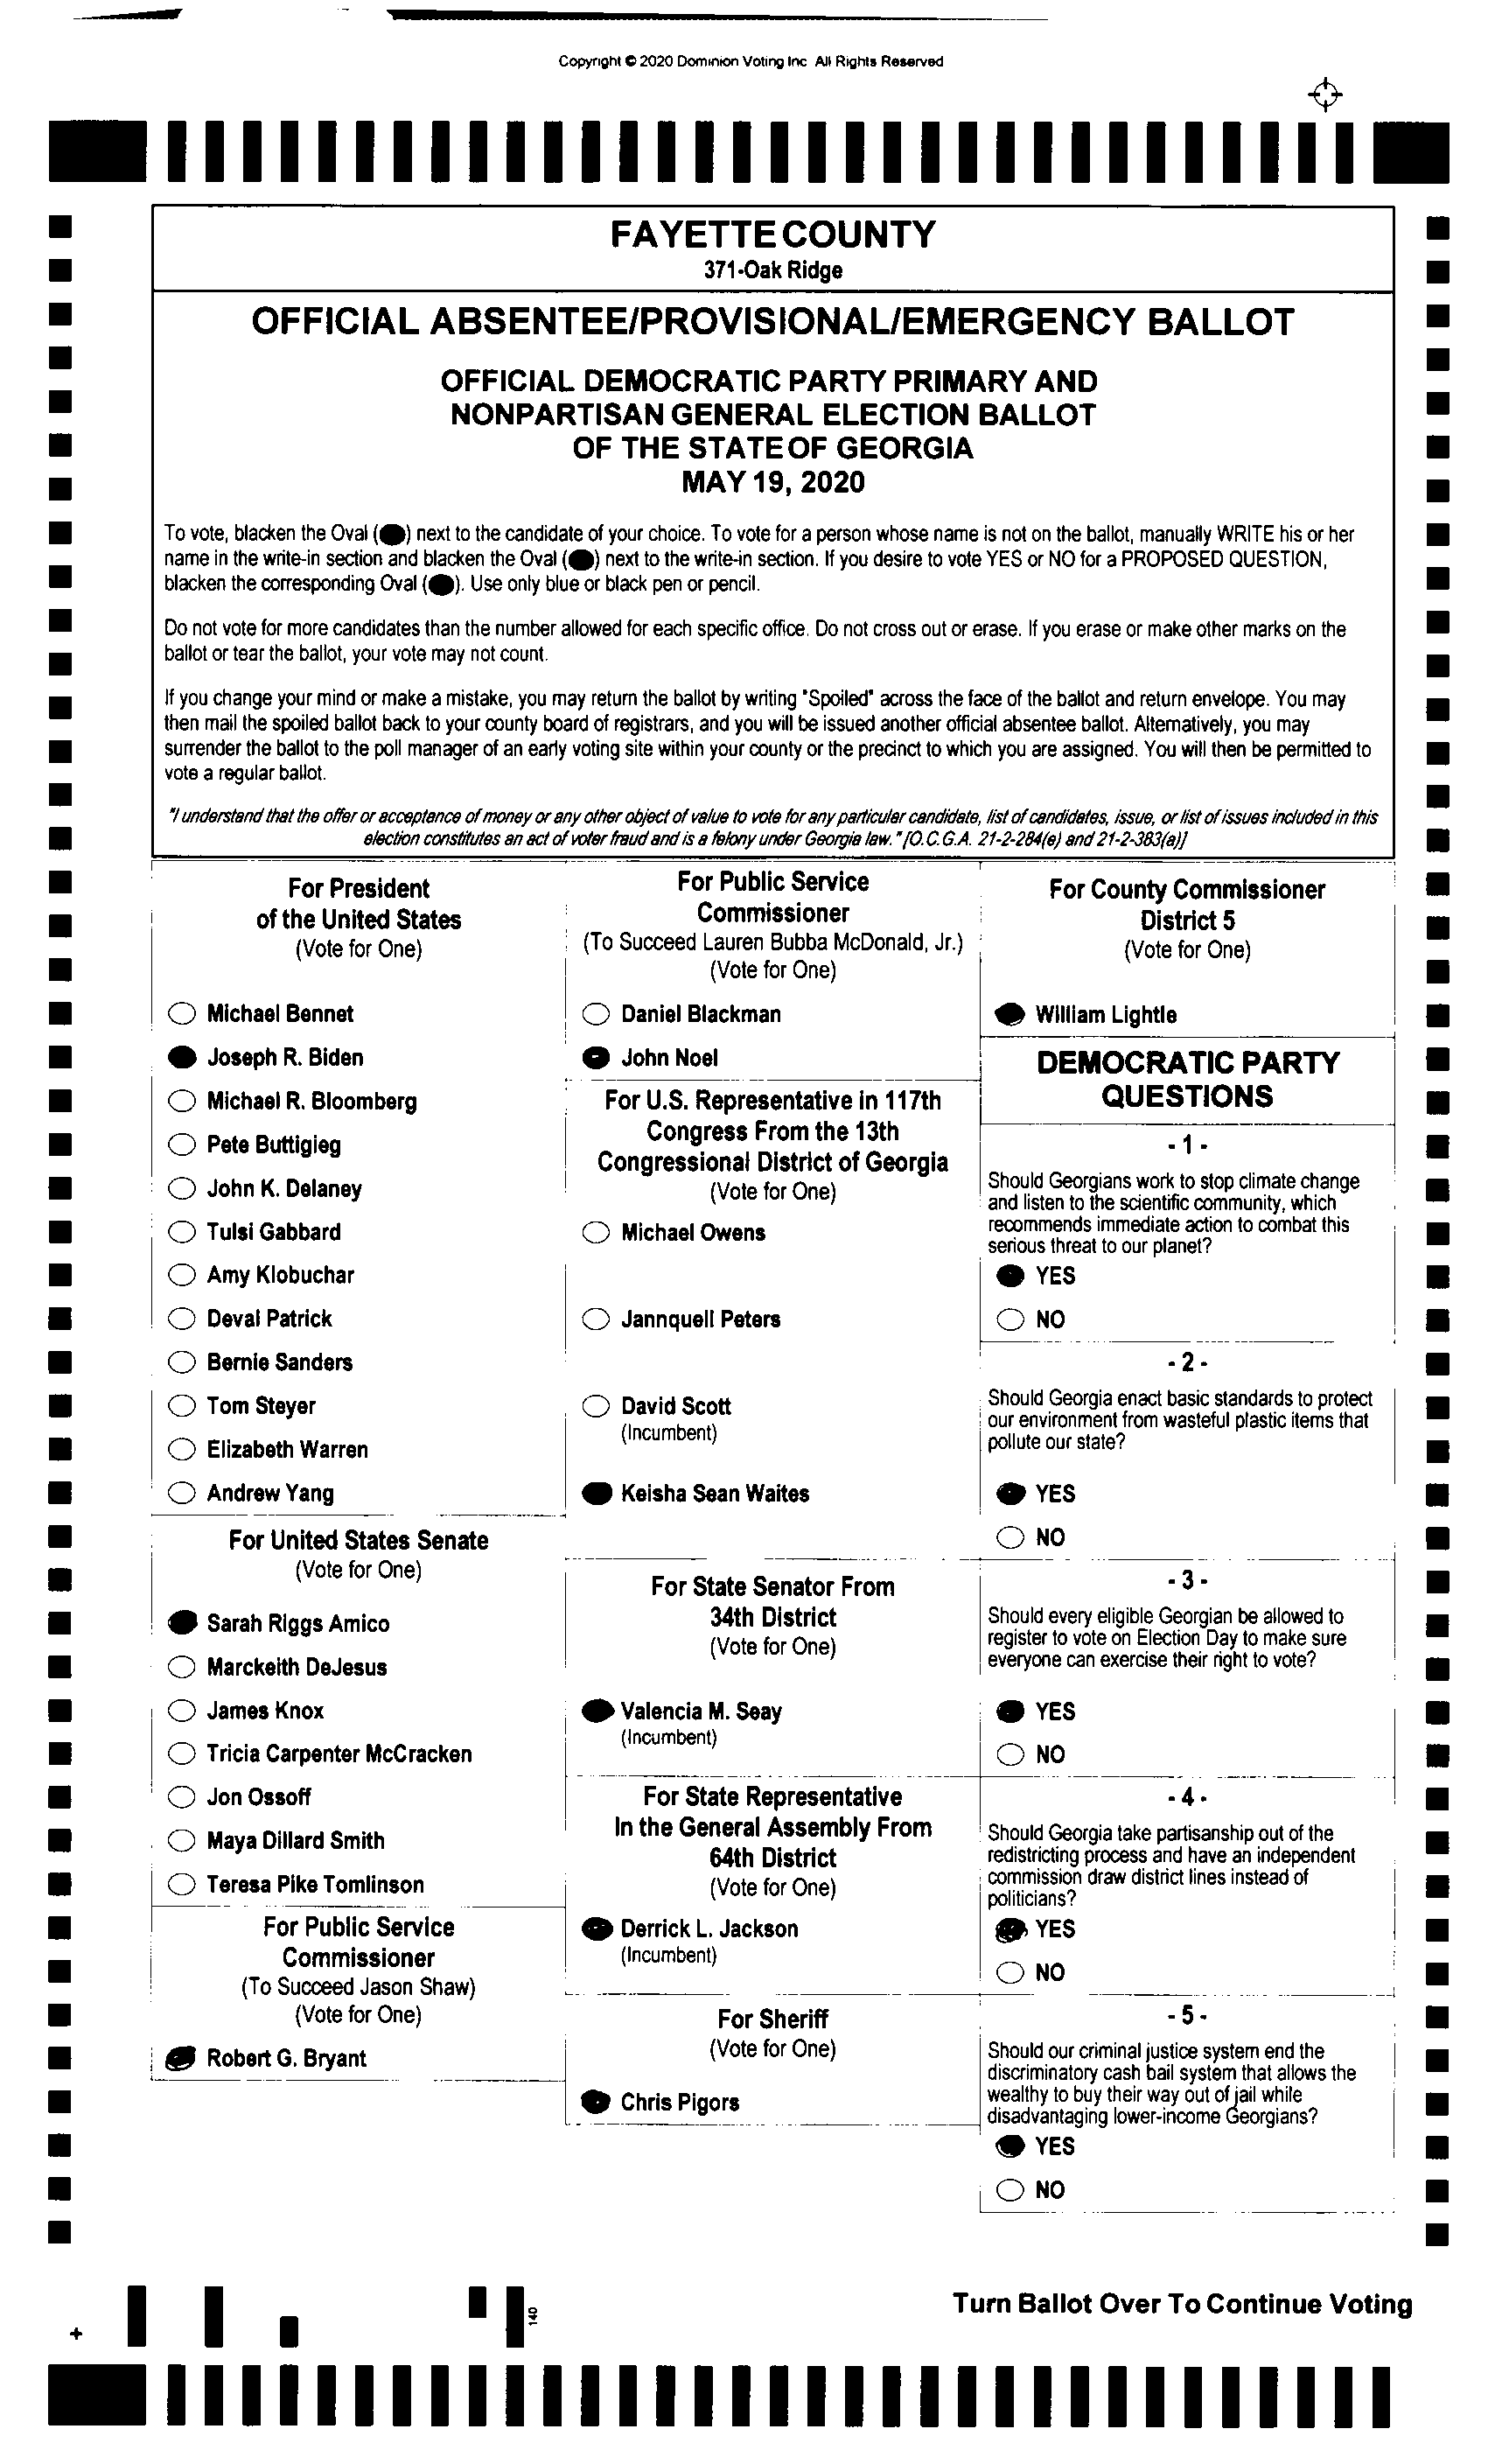 Copyright © 2020 Dominion Voting Inc All Rights Reserved
FAYETTE COUNTY
371-Oak Ridge
OFFICIAL ABSENTEE/PROVISIONAL/EMERGENCY BALLOT
OFFICIAL DEMOCRATIC PARTY PRIMARY AND
NONPARTISAN GENERAL ELECTION BALLOT
OF THE STATE OF GEORGIA
MAY 19, 2020
To vote, blacken the Oval ( ) next to the candidate of your choice. To vote for a person whose name is not on the ballot, manually WRITE his or her
name in the write-in section and blacken the Oval ( ) next to the write-in section. If you desire to vote YES or NO for a PROPOSED QUESTION,
blacken the corresponding Oval ( ). Use only blue or black pen or pencil.
Do not vote for more candidates than the number allowed for each specific office. Do not cross out or erase. If you erase or make other marks on the
ballot or tear the ballot, your vote may not count.
If you change your mind or make a mistake, you may return the ballot by writing "Spoiled" across the face of the ballot and return envelope. You may
then mail the spoiled ballot back to your county board of registrars, and you will be issued another official absentee ballot. Alternatively, you may
surrender the ballot to the poll manager of an early voting site within your county or the precinct to which you are assigned. You will then be permitted to
vote a regular ballot.
"I understand that the offer or acceptance of money or any other object of value to vote for any particular candidate, list of candidates, issue, or list of issues included in this
election constitutes an act of voter fraud and is a felony under Georgia law." [O.C.G.A. 21-2-284(e) and 21-2-383(a)]
For President
of the United States
(Vote for One)
Michael Bennet
Joseph R. Biden
Michael R. Bloomberg
Pete Buttigieg
John K. Delaney
Tulsi Gabbard
Amy Klobuchar
Deval Patrick
Bernie Sanders
Tom Steyer
Elizabeth Warren
Andrew Yang
For United States Senate
(Vote for One)
Sarah Riggs Amico
Marckeith DeJesus
James Knox
Tricia Carpenter McCracken
Jon Ossoff
Maya Dillard Smith
Teresa Pike Tomlinson
For Public Service
Commissioner
(To Succeed Jason Shaw)
(Vote for One)
Robert G. Bryant
For Public Service
Commissioner
(To Succeed Lauren Bubba McDonald, Jr.)
(Vote for One)
Daniel Blackman
John Noel
For U.S. Representative in 117th
Congress From the 13th
Congressional District of Georgia
(Vote for One)
Michael Owens
Jannquell Peters
David Scott
(Incumbent)
Keisha Sean Waites
For State Senator From
34th District
(Vote for One)
Valencia M. Seay
(Incumbent)
For State Representative
In the General Assembly From
64th District
(Vote for One)
Derrick L. Jackson
(Incumbent)
For Sheriff
(Vote for One)
Chris Pigors
For County Commissioner
District 5
(Vote for One)
William Lightle
DEMOCRATIC PARTY
QUESTIONS
- 1 -
Should Georgians work to stop climate change
and listen to the scientific community, which
recommends immediate action to combat this
serious threat to our planet?
YES
NO
- 2 -
Should Georgia enact basic standards to protect
our environment from wasteful plastic items that
pollute our state?
YES
NO
- 3 -
Should every eligible Georgian be allowed to
register to vote on Election Day to make sure
everyone can exercise their right to vote?
YES
NO
- 4 -
Should Georgia take partisanship out of the
redistricting process and have an independent
commission draw district lines instead of
politicians?
YES
NO
- 5 -
Should our criminal justice system end the
discriminatory cash bail system that allows the
wealthy to buy their way out of jail while
disadvantaging lower-income Georgians?
YES
NO
Turn Ballot Over To Continue Voting
140